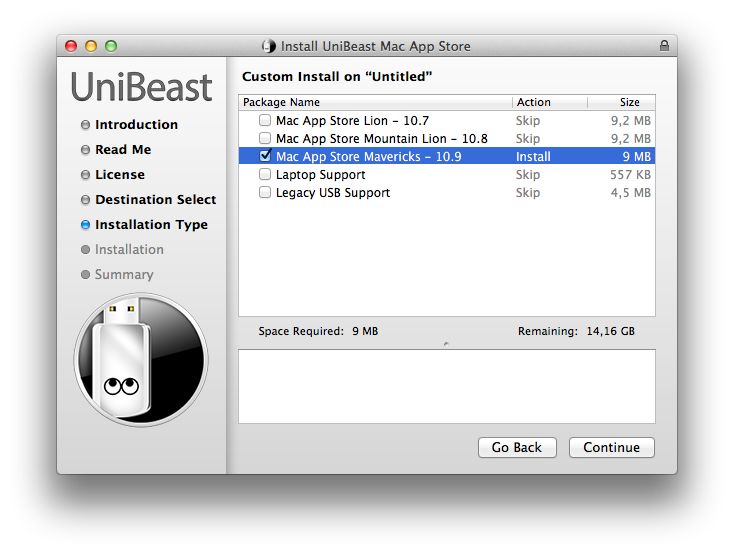 Install UniBeast Mac App Store
UniBeast
Introduction
Read Me
License
Destination Select
Installation Type
Installation
Summary
Custom Install on “Untitled”
Package Name Action Size
Mac App Store Lion – 10.7 Skip 9,2 MB
Mac App Store Mountain Lion – 10.8 Skip 9,2 MB
Mac App Store Mavericks – 10.9 Install 9 MB
Laptop Support Skip 557 KB
Legacy USB Support Skip 4,5 MB
Space Required: 9 MB Remaining: 14,16 GB
Go Back Continue